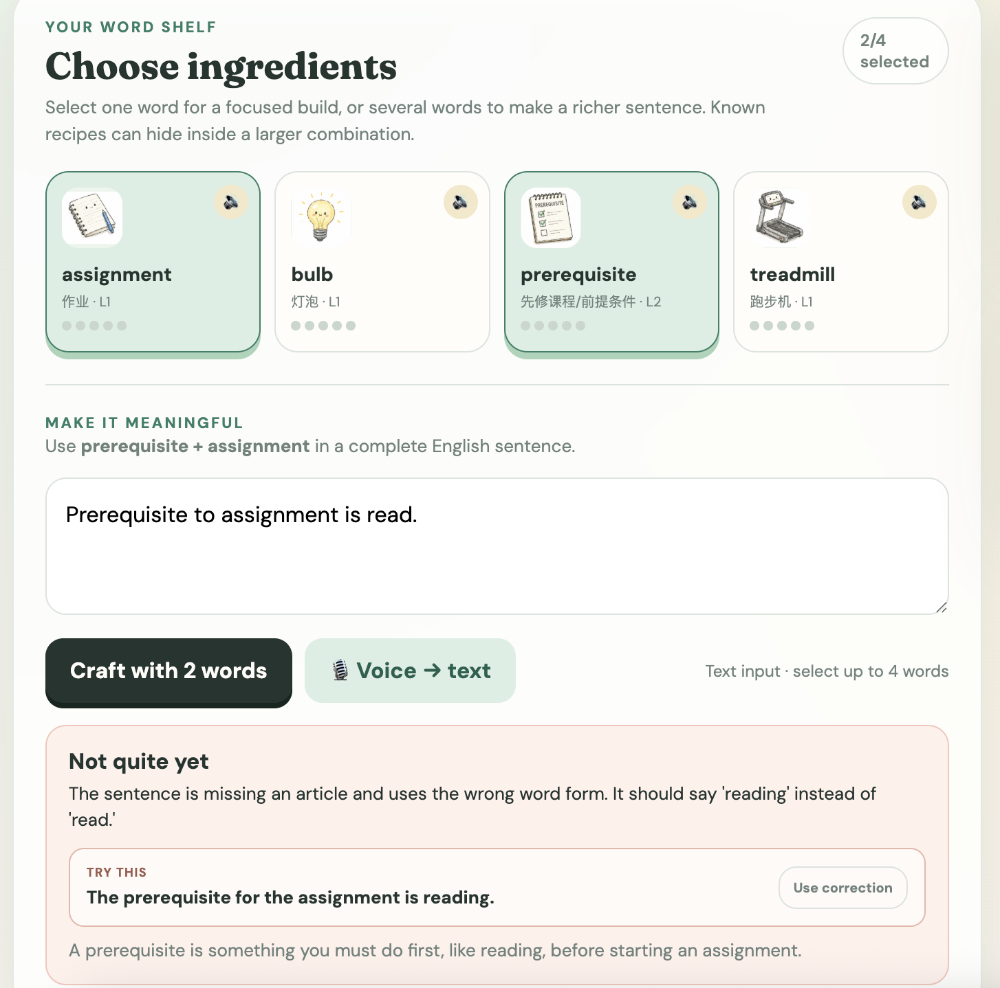 YOUR WORD SHELF
Choose ingredients
2/4
selected
Select one word for a focused build, or several words to make a richer sentence. Known
recipes can hide inside a larger combination.
assignment
作业 · L1
bulb
灯泡 · L1
PREREQUISITE
prerequisite
先修课程/前提条件 · L2
treadmill
跑步机 · L1
MAKE IT MEANINGFUL
Use prerequisite + assignment in a complete English sentence.
Prerequisite to assignment is read.
Craft with 2 words
Voice → text
Text input · select up to 4 words
Not quite yet
The sentence is missing an article and uses the wrong word form. It should say 'reading' instead of
'read.'
TRY THIS
The prerequisite for the assignment is reading.
Use correction
A prerequisite is something you must do first, like reading, before starting an assignment.